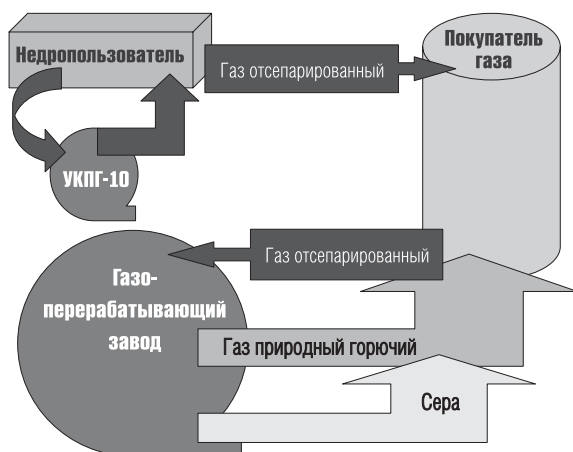 Недропользователь
Газ отсепарированный
Покупатель
газа
УКПГ-10
Газ отсепарированный
Газо-
перерабатывающий
завод
Газ природный горючий
Сера